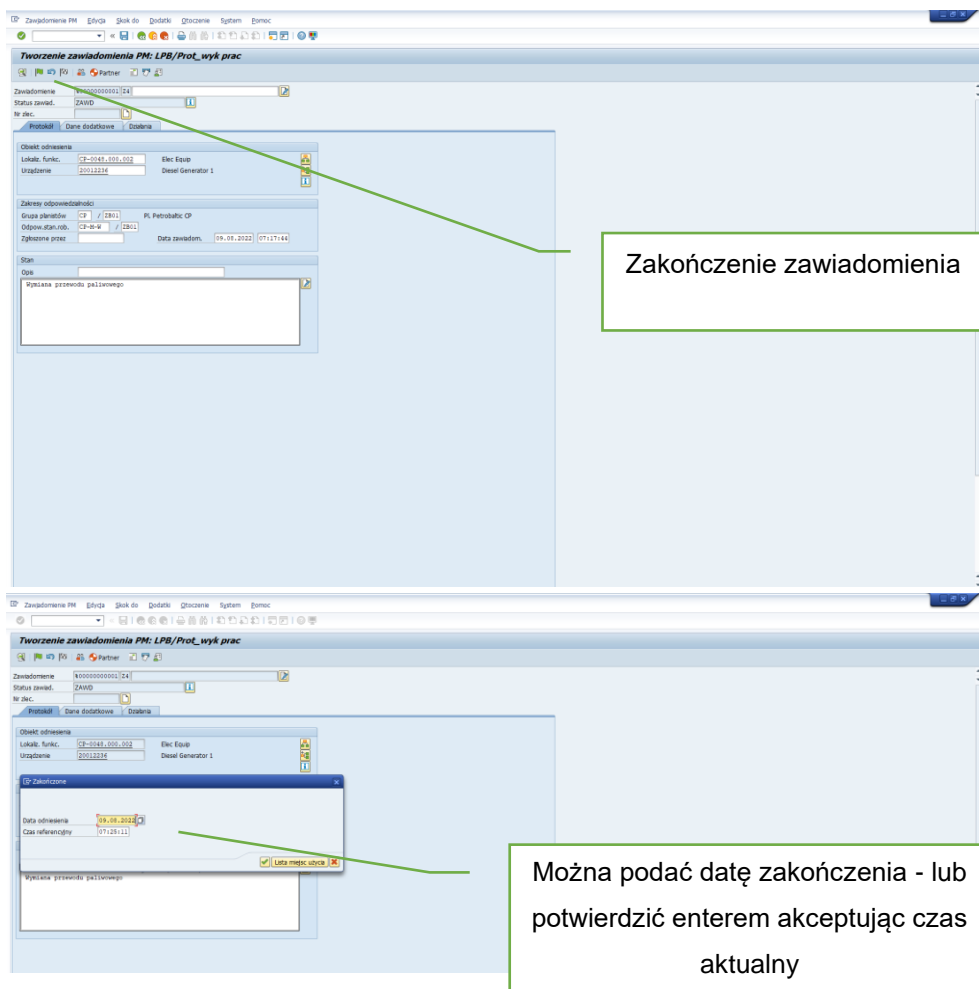 Zawiadomienie PM Edycja Skok do Dodatki Otoczenie System Pomoc
Tworzenie zawiadomienia PM: LPB/Prot_wyk prac
Partner
Zawiadomienie %00000000001 Z4
Status zawiad. ZAWD
Nr zlec.
Protokół Dane dodatkowe Działania
Obiekt odniesienia
Lokaliz. funkc. CP-0048.000.002 Elec Equip
Urządzenie 20012236 Diesel Generator 1
Zakresy odpowiedzialności
Grupa planistów CP / ZB01 PL Petrobaltic CP
Odpow.stan.rob. CP-M-W / ZB01
Zgłoszone przez Data zawiadom. 09.08.2022 07:17:44
Stan
Opis
Wymiana przewodu paliwowego
Zakończenie zawiadomienia
Zawiadomienie PM Edycja Skok do Dodatki Otoczenie System Pomoc
Tworzenie zawiadomienia PM: LPB/Prot_wyk prac
Partner
Zawiadomienie %00000000001 Z4
Status zawiad. ZAWD
Nr zlec.
Protokół Dane dodatkowe Działania
Obiekt odniesienia
Lokaliz. funkc. CP-0048.000.002 Elec Equip
Urządzenie 20012236 Diesel Generator 1
Zakończone
Data odniesienia 09.08.2022
Czas referencyjny 07:25:11
Lista miejsc użycia
Wymiana przewodu paliwowego
Można podać datę zakończenia - lub
potwierdzić enterem akceptując czas
aktualny